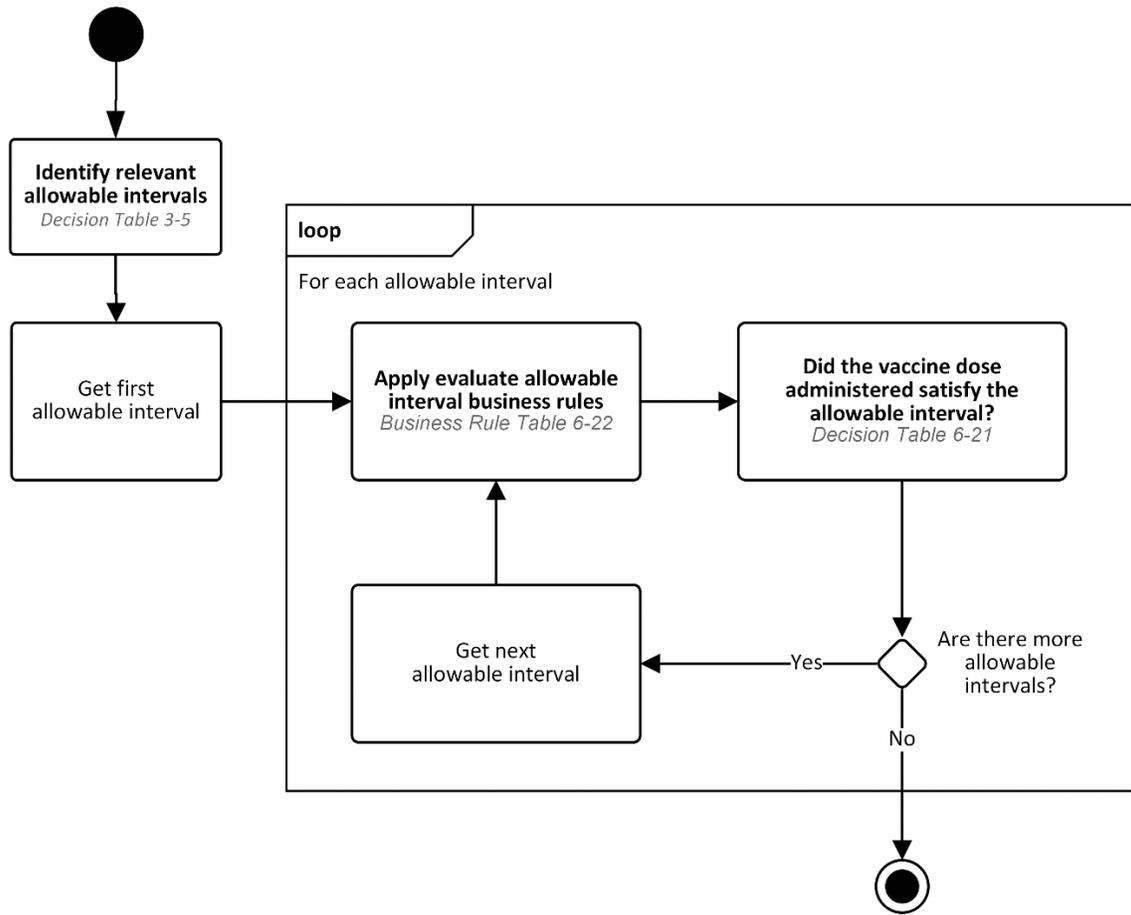 Identify relevant
allowable intervals
Decision Table 3-5
loop
For each allowable interval
Get first
allowable interval
Apply evaluate allowable
interval business rules
Business Rule Table 6-22
Did the vaccine dose
administered satisfy the
allowable interval?
Decision Table 6-21
Get next
allowable interval
Yes
Are there more
allowable
intervals?
No